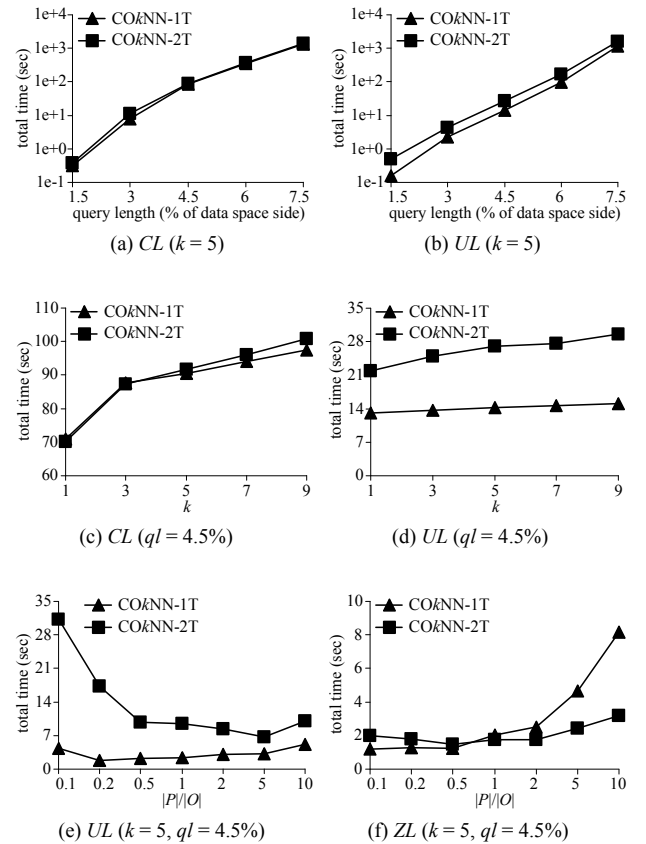 1e+4
1e+3
1e+2
1e+1
1e+0
1e-1
total time (sec)
COkNN-1T
COkNN-2T
1.5 3 4.5 6 7.5
query length (% of data space side)
(a) CL (k = 5)
1e+4
1e+3
1e+2
1e+1
1e+0
1e-1
total time (sec)
COkNN-1T
COkNN-2T
1.5 3 4.5 6 7.5
query length (% of data space side)
(b) UL (k = 5)
110
100
90
80
70
60
total time (sec)
COkNN-1T
COkNN-2T
1 3 5 7 9
k
(c) CL (ql = 4.5%)
35
28
21
14
7
0
total time (sec)
COkNN-1T
COkNN-2T
1 3 5 7 9
k
(d) UL (ql = 4.5%)
35
28
21
14
7
0
total time (sec)
COkNN-1T
COkNN-2T
0.1 0.2 0.5 1 2 5 10
|P|/|O|
(e) UL (k = 5, ql = 4.5%)
10
8
6
4
2
0
total time (sec)
COkNN-1T
COkNN-2T
0.1 0.2 0.5 1 2 5 10
|P|/|O|
(f) ZL (k = 5, ql = 4.5%)